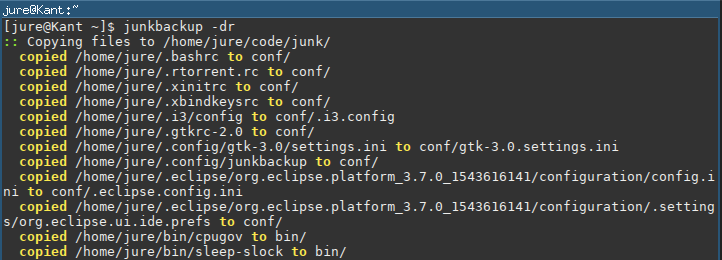 jure@Kant:~
[jure@Kant ~]$ junkbackup -dr
:: Copying files to /home/jure/code/junk/
copied /home/jure/.bashrc to conf/
copied /home/jure/.rtorrent.rc to conf/
copied /home/jure/.xinitrc to conf/
copied /home/jure/.xbindkeysrc to conf/
copied /home/jure/.i3/config to conf/.i3.config
copied /home/jure/.gtkrc-2.0 to conf/
copied /home/jure/.config/gtk-3.0/settings.ini to conf/gtk-3.0.settings.ini
copied /home/jure/.config/junkbackup to conf/
copied /home/jure/.eclipse/org.eclipse.platform_3.7.0_1543616141/configuration/config.i
ni to conf/.eclipse.config.ini
copied /home/jure/.eclipse/org.eclipse.platform_3.7.0_1543616141/configuration/.setting
s/org.eclipse.ui.ide.prefs to conf/
copied /home/jure/bin/cpugov to bin/
copied /home/jure/bin/sleep-slock to bin/